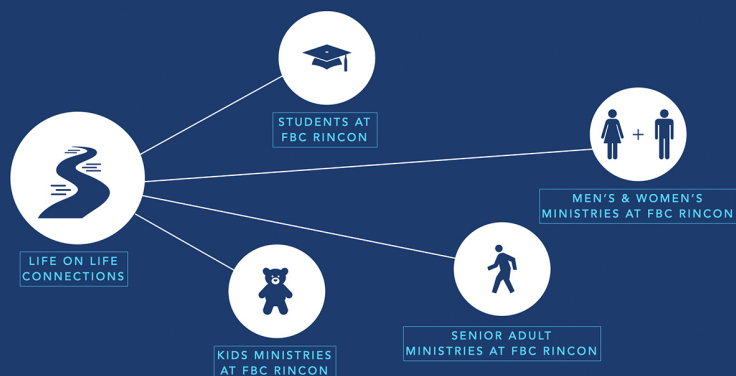 STUDENTS AT
FBC RINCON
MEN'S & WOMEN'S
MINISTRIES AT FBC RINCON
LIFE ON LIFE
CONNECTIONS
SENIOR ADULT
MINISTRIES AT FBC RINCON
KIDS MINISTRIES
AT FBC RINCON